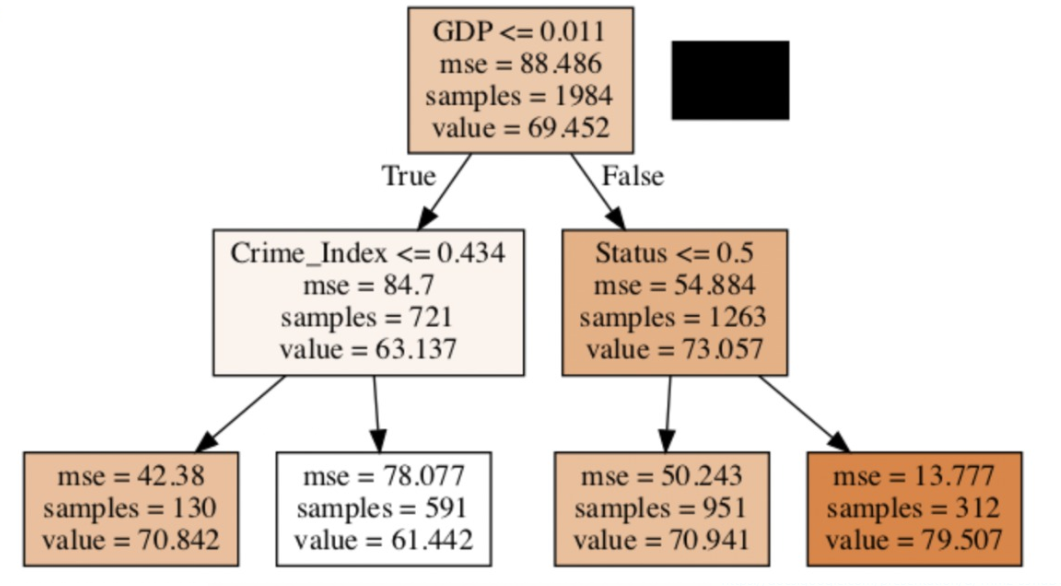 GDP <= 0.011
mse = 88.486
samples = 1984
value = 69.452
True
False
Crime_Index <= 0.434
mse = 84.7
samples = 721
value = 63.137
Status <= 0.5
mse = 54.884
samples = 1263
value = 73.057
mse = 42.38
samples = 130
value = 70.842
mse = 78.077
samples = 591
value = 61.442
mse = 50.243
samples = 951
value = 70.941
mse = 13.777
samples = 312
value = 79.507